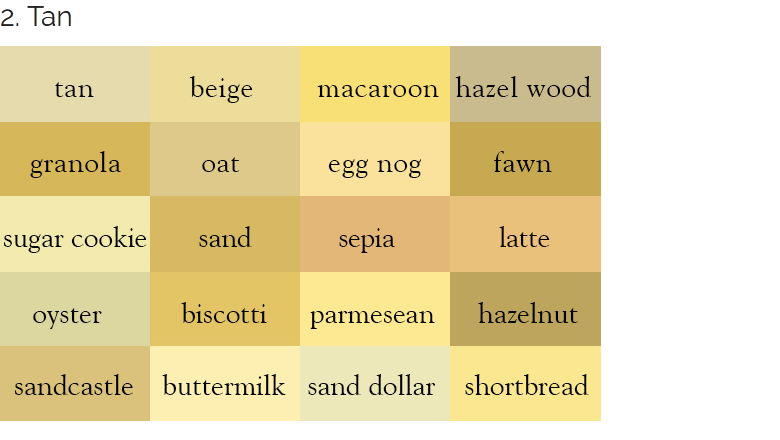 2. Tan
tan beige macaroon hazel wood
granola oat egg nog fawn
sugar cookie sand sepia latte
oyster biscotti parmesean hazelnut
sandcastle buttermilk sand dollar shortbread